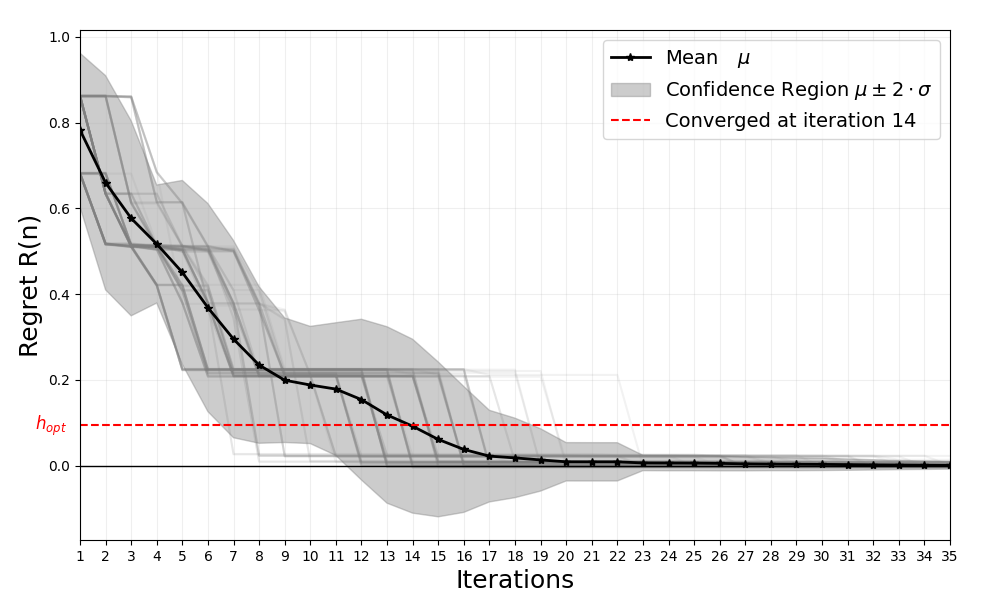 1.0
0.8
0.6
0.4
0.2
0.0
Regret R(n)
h_opt
Mean μ
Confidence Region μ ± 2 · σ
Converged at iteration 14
1 2 3 4 5 6 7 8 9 10 11 12 13 14 15 16 17 18 19 20 21 22 23 24 25 26 27 28 29 30 31 32 33 34 35
Iterations